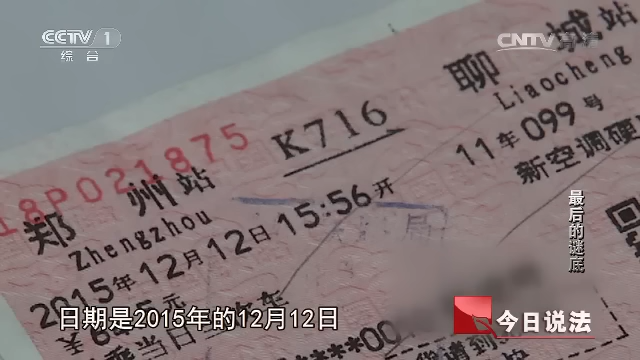 CCTV 1
综合
CNTV 高清
18P021875
K716
郑州站
Zhengzhou
聊城站
Liaocheng
2015年12月12日15:56开
11车099号
新空调硬
元
最后的谜底
日期是2015年的12月12日
今日说法